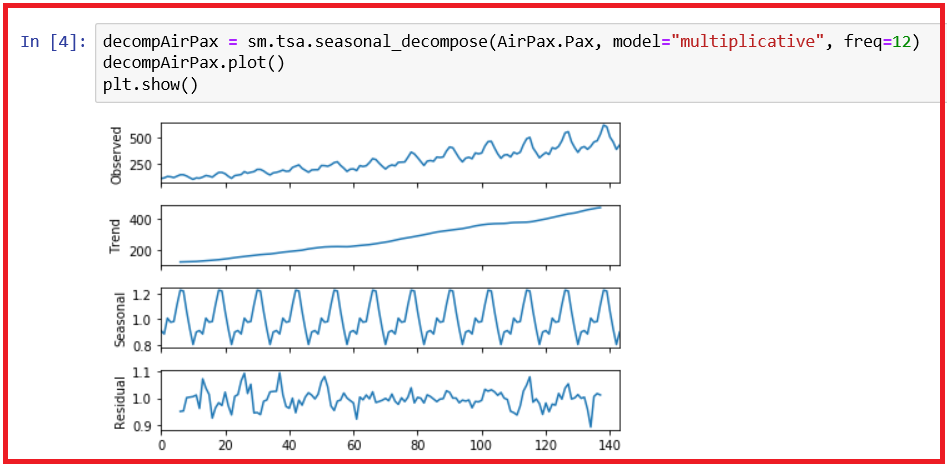 In [4]: decompAirPax = sm.tsa.seasonal_decompose(AirPax.Pax, model="multiplicative", freq=12)
decompAirPax.plot()
plt.show()
Observed
500
250
Trend
400
200
Seasonal
1.2
1.0
0.8
Residual
1.1
1.0
0.9
0 20 40 60 80 100 120 140